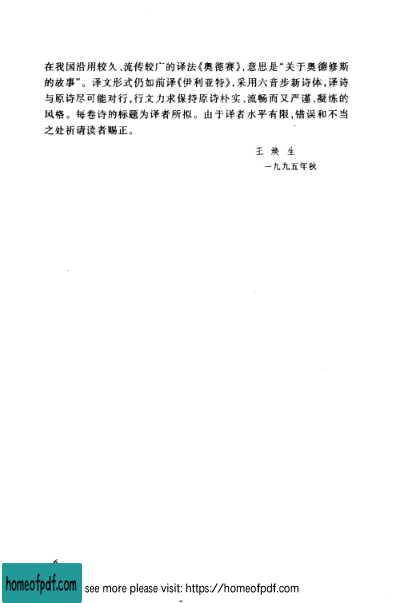 在我国沿用较久、流传较广的译法《奥德赛》，意思是“关于奥德修斯
的故事”。译文形式仍如前译《伊利亚特》，采用六音步新诗体，译诗
与原诗尽可能对行，行文力求保持原诗朴实、流畅而又严谨、凝练的
风格。每卷诗的标题为译者所拟。由于译者水平有限，错误和不当
之处祈请读者赐正。
王焕生
一九九五年秋
homeofpdf.com
see more please visit: https://homeofpdf.com